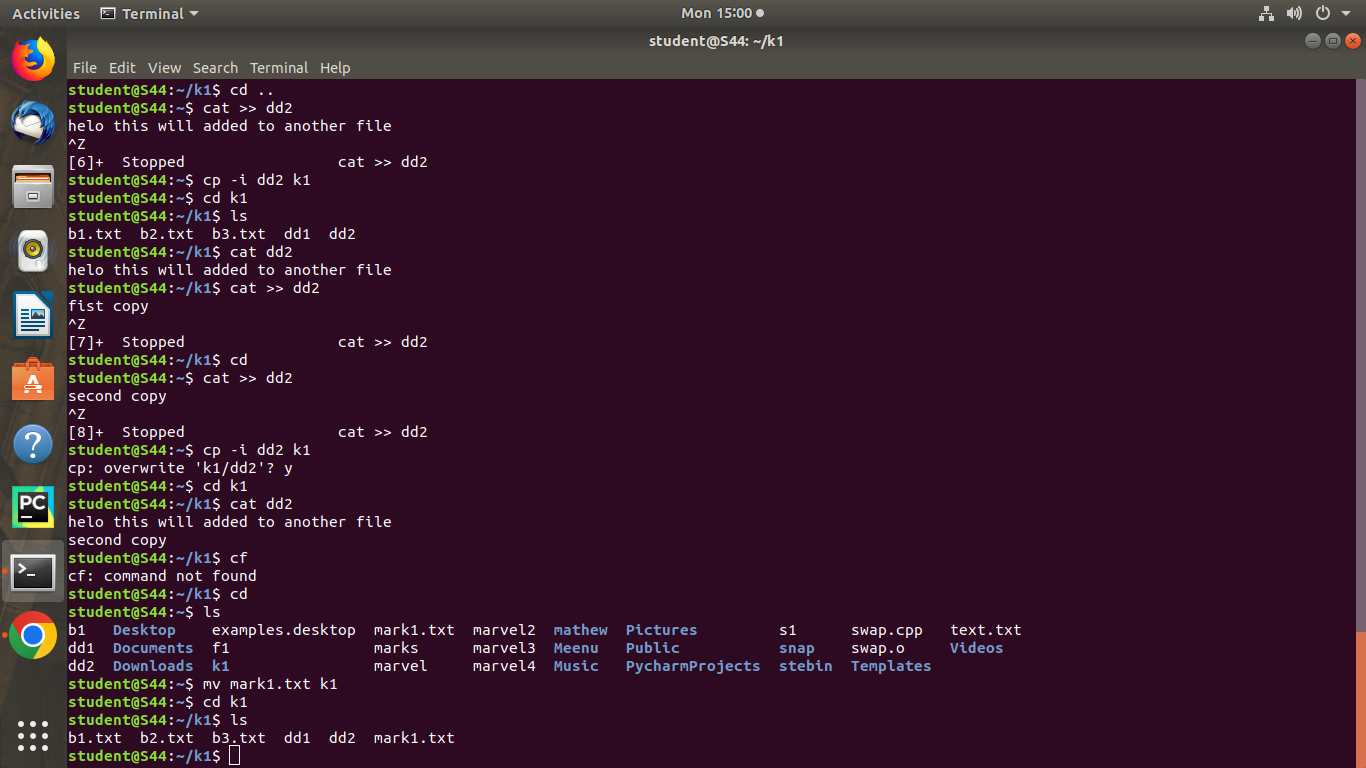 Activities Terminal Mon 15:00
student@S44: ~/k1
File Edit View Search Terminal Help
student@S44:~/k1$ cd ..
student@S44:~$ cat >> dd2
helo this will added to another file
^Z
[6]+  Stopped                 cat >> dd2
student@S44:~$ cp -i dd2 k1
student@S44:~$ cd k1
student@S44:~/k1$ ls
b1.txt  b2.txt  b3.txt  dd1  dd2
student@S44:~/k1$ cat dd2
helo this will added to another file
student@S44:~/k1$ cat >> dd2
fist copy
^Z
[7]+  Stopped                 cat >> dd2
student@S44:~/k1$ cd
student@S44:~$ cat >> dd2
second copy
^Z
[8]+  Stopped                 cat >> dd2
student@S44:~$ cp -i dd2 k1
cp: overwrite 'k1/dd2'? y
student@S44:~$ cd k1
student@S44:~/k1$ cat dd2
helo this will added to another file
second copy
student@S44:~/k1$ cf
cf: command not found
student@S44:~/k1$ cd
student@S44:~$ ls
b1   Desktop    examples.desktop  mark1.txt  marvel2  mathew  Pictures         s1      swap.cpp   text.txt
dd1  Documents  f1                marks      marvel3  Meenu   Public           snap    swap.o     Videos
dd2  Downloads  k1                marvel     marvel4  Music   PycharmProjects  stebin  Templates
student@S44:~$ mv mark1.txt k1
student@S44:~$ cd k1
student@S44:~/k1$ ls
b1.txt  b2.txt  b3.txt  dd1  dd2  mark1.txt
student@S44:~/k1$
PC